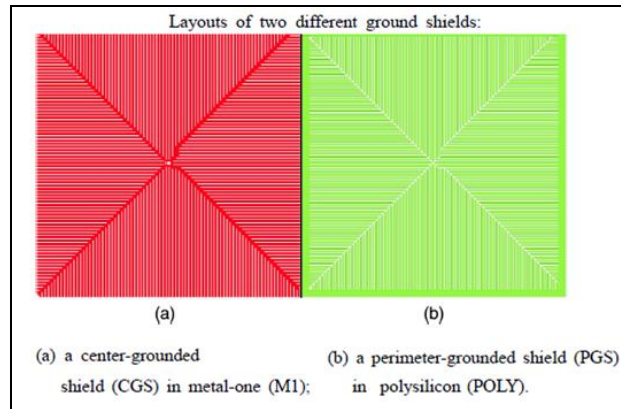 Layouts of two different ground shields:
(a)
(b)
(a) a center-grounded
shield (CGS) in metal-one (M1);
(b) a perimeter-grounded shield (PGS)
in polysilicon (POLY).